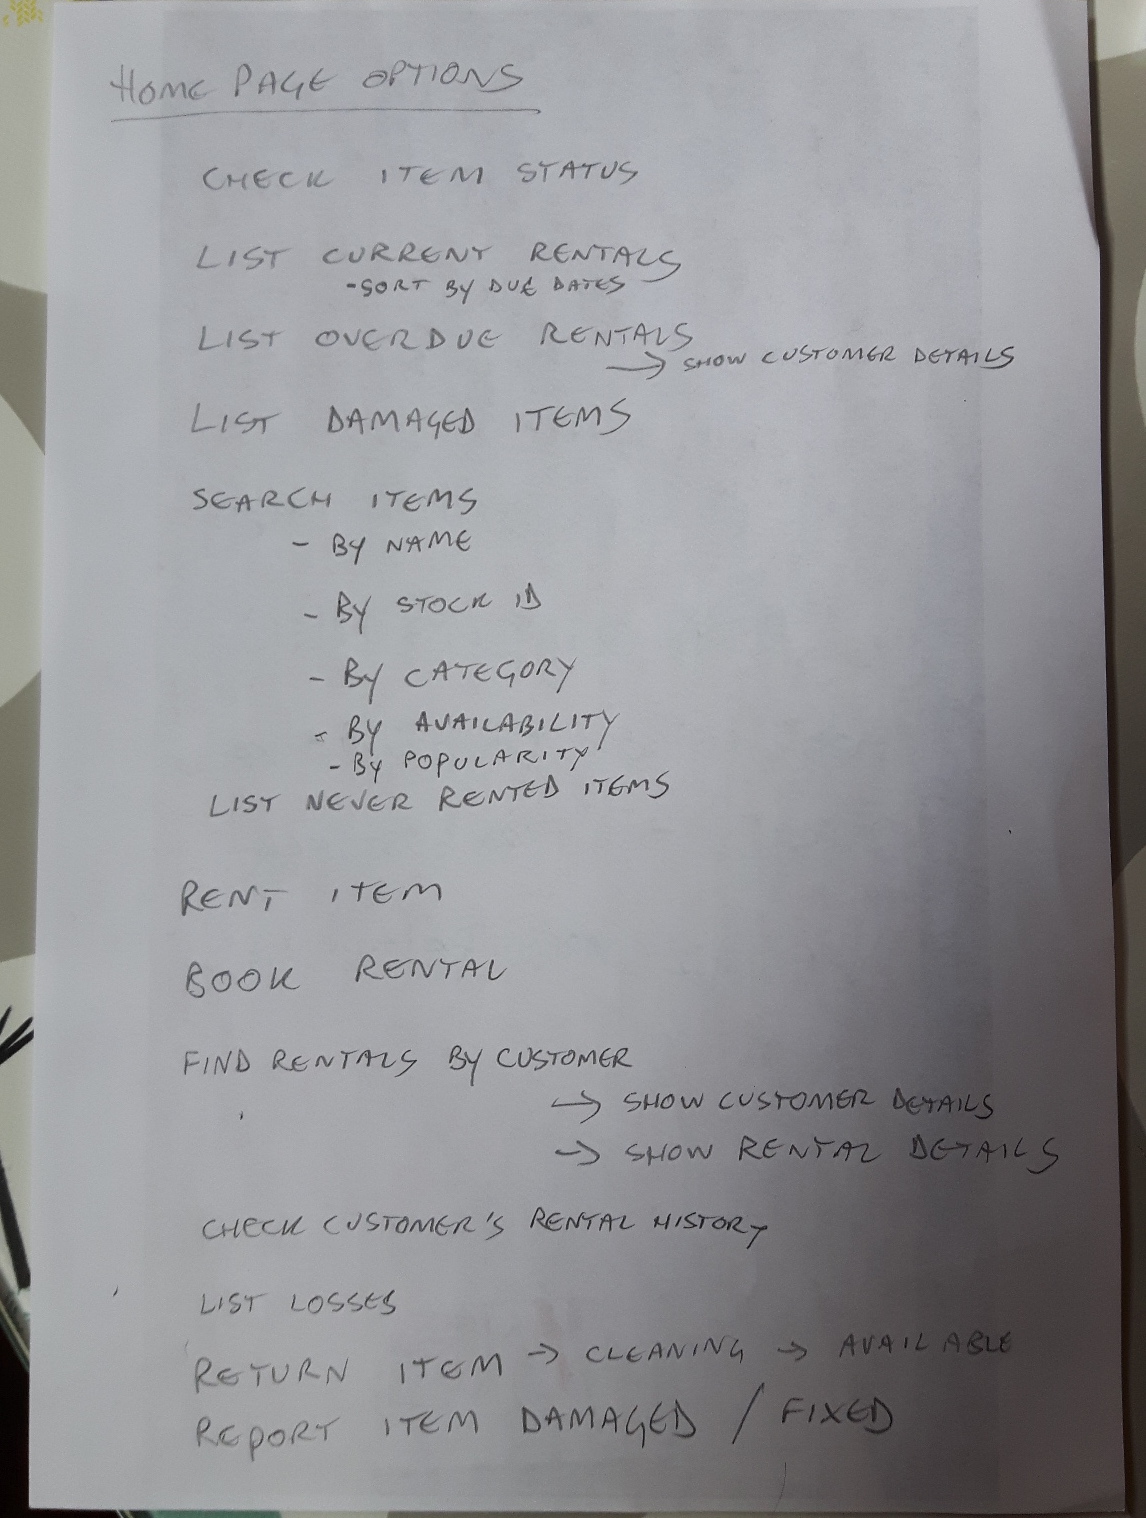 HOME PAGE OPTIONS
CHECK ITEM STATUS
LIST CURRENT RENTALS
-SORT BY DUE DATES
LIST OVERDUE RENTALS
→ SHOW CUSTOMER DETAILS
LIST DAMAGED ITEMS
SEARCH ITEMS
- BY NAME
- BY STOCK ID
- BY CATEGORY
- BY AVAILABILITY
- BY POPULARITY
LIST NEVER RENTED ITEMS
RENT ITEM
BOOK RENTAL
FIND RENTALS BY CUSTOMER
→ SHOW CUSTOMER DETAILS
→ SHOW RENTAL DETAILS
CHECK CUSTOMER'S RENTAL HISTORY
LIST LOSSES
RETURN ITEM → CLEANING → AVAILABLE
REPORT ITEM DAMAGED / FIXED